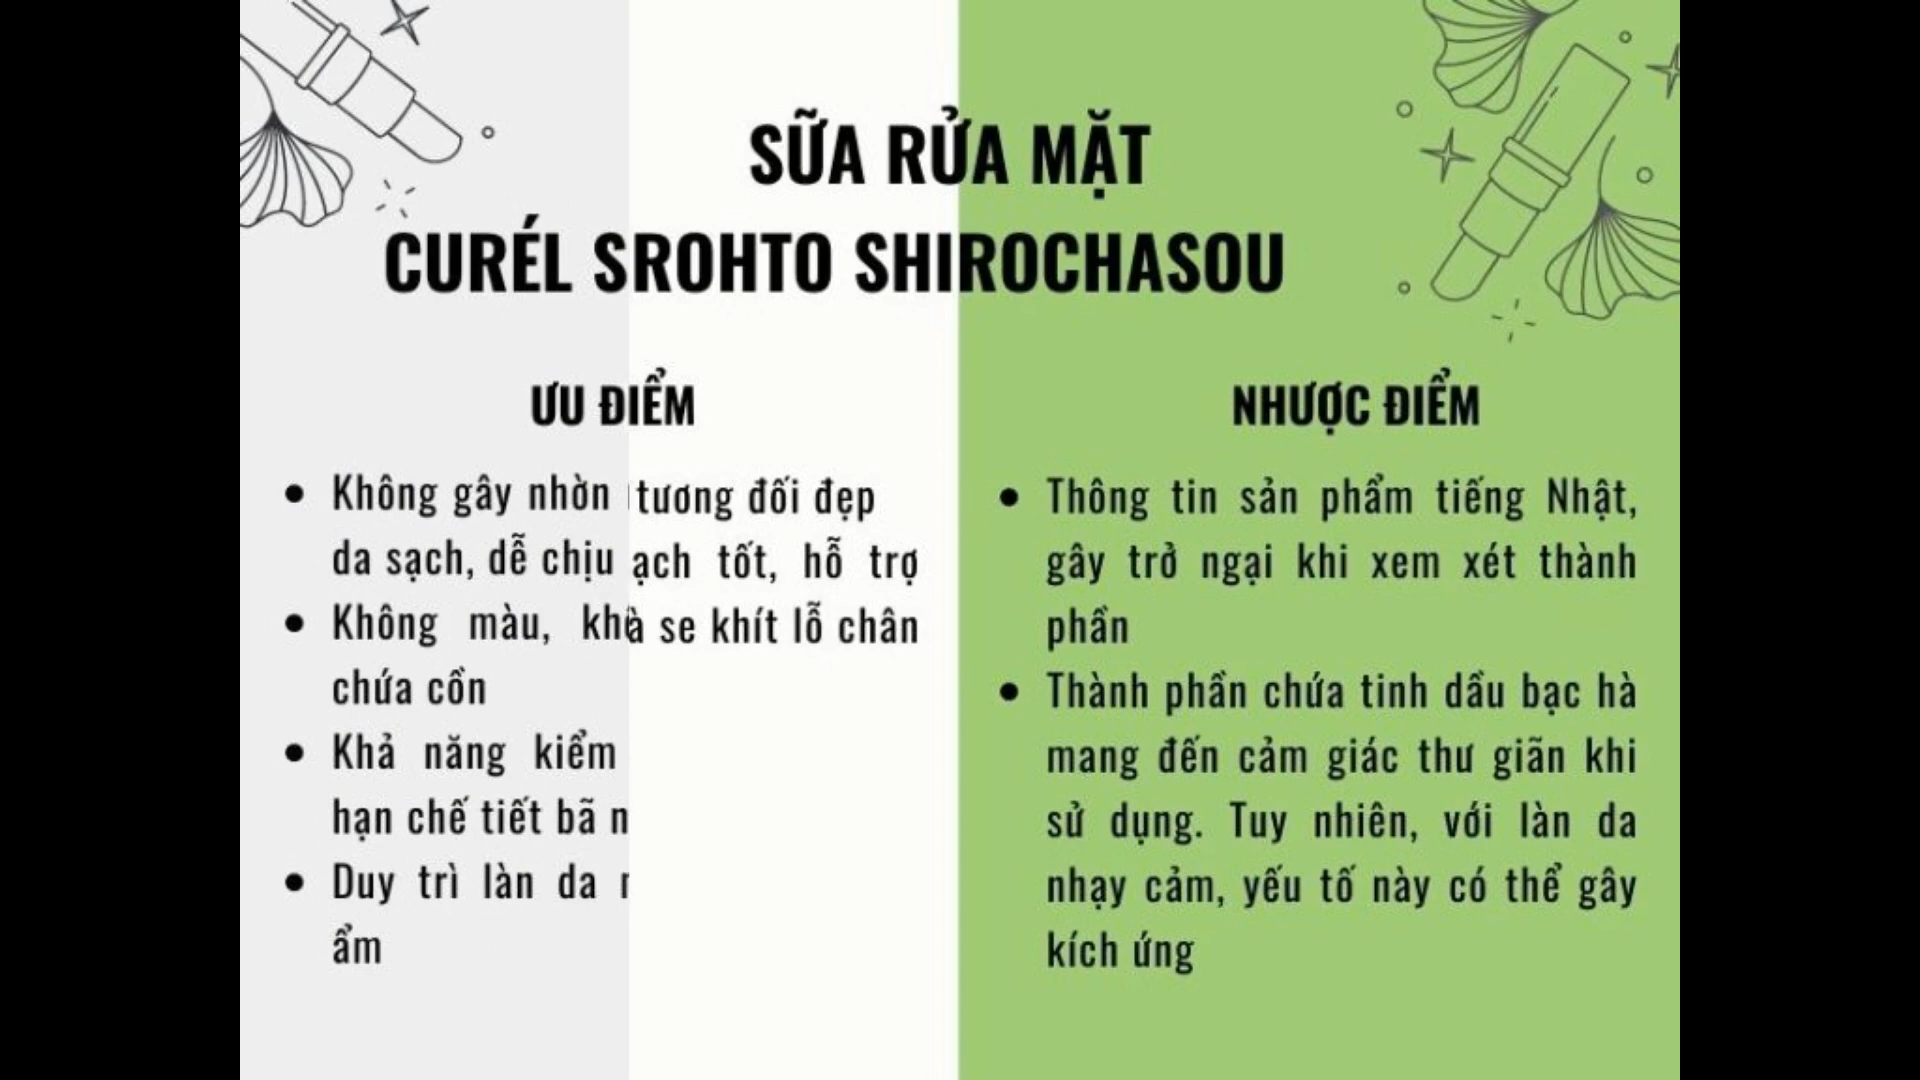 SỮA RỬA MẶT
CURÉL SROHTO SHIROCHASOU
ƯU ĐIỂM
Không gây nhờn
da sạch, dễ chịu
Không màu,
chứa cồn
Khả năng kiểm
hạn chế tiết bã
Duy trì làn da
ẩm
tương đối đẹp
tốt, hỗ trợ
se khít lỗ chân
NHƯỢC ĐIỂM
Thông tin sản phẩm tiếng Nhật,
gây trở ngại khi xem xét thành
phần
Thành phần chứa tinh dầu bạc hà
mang đến cảm giác thư giãn khi
sử dụng. Tuy nhiên, với làn da
nhạy cảm, yếu tố này có thể gây
kích ứng